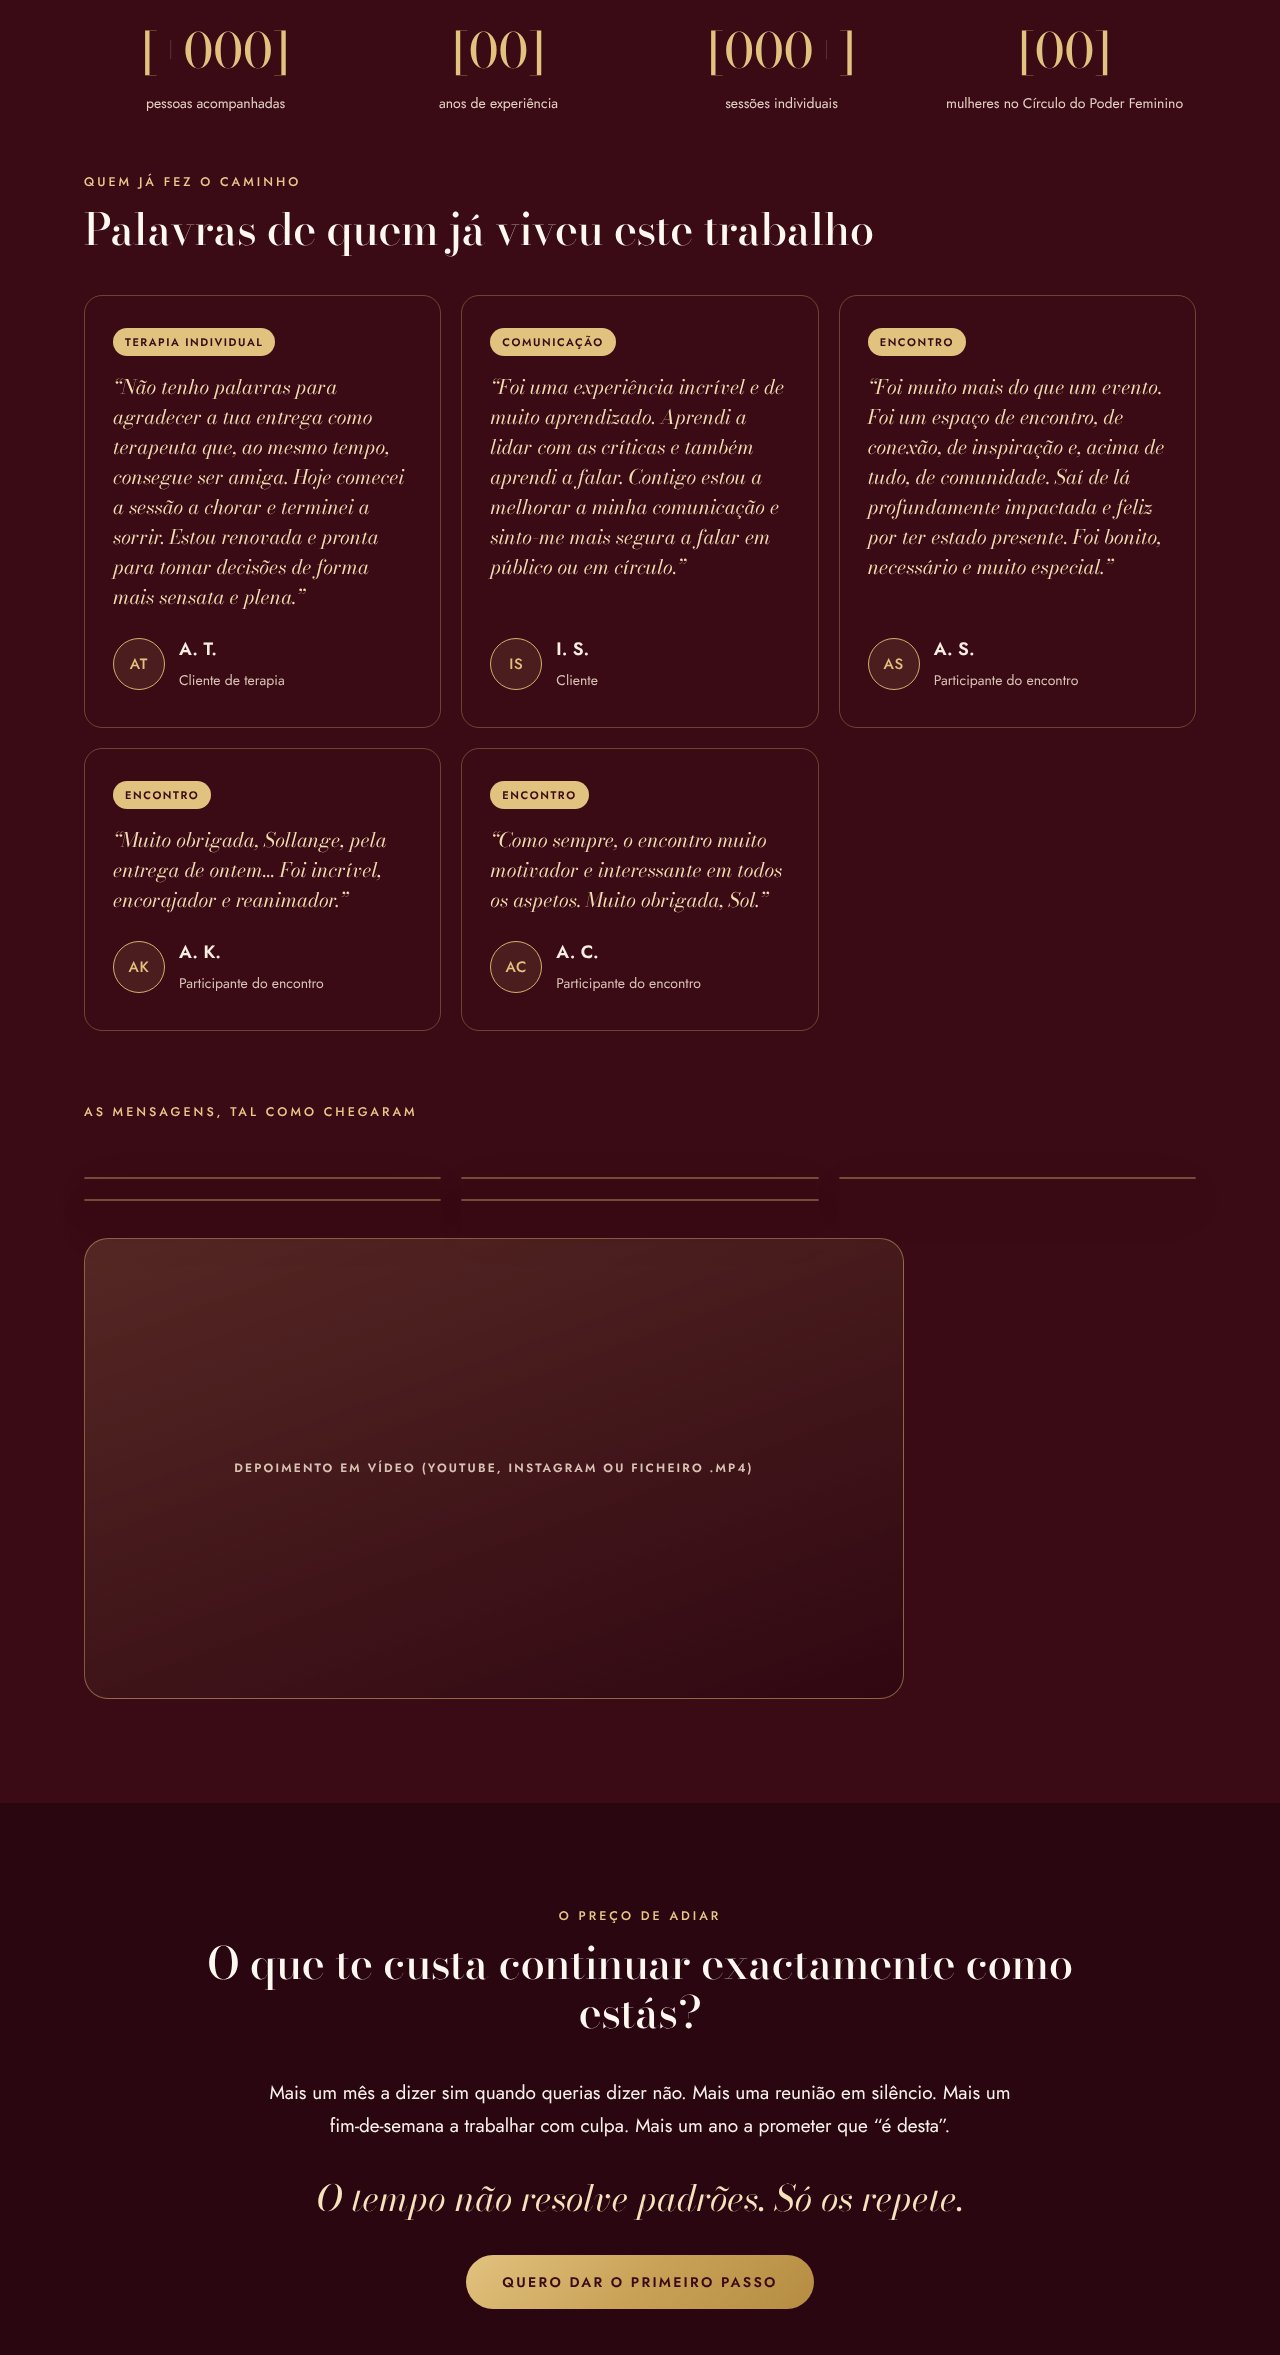 [+000] [00] [000+] [00]
pessoas acompanhadas anos de experiência sessões individuais mulheres no Círculo do Poder Feminino
QUEM JÁ FEZ O CAMINHO
Palavras de quem já viveu este trabalho
TERAPIA INDIVIDUAL
“Não tenho palavras para
agradecer a tua entrega como
terapeuta que, ao mesmo tempo,
consegue ser amiga. Hoje comecei
a sessão a chorar e terminei a
sorrir. Estou renovada e pronta
para tomar decisões de forma
mais sensata e plena.”
AT
A. T.
Cliente de terapia
COMUNICAÇÃO
“Foi uma experiência incrível e de
muito aprendizado. Aprendi a
lidar com as críticas e também
aprendi a falar. Contigo estou a
melhorar a minha comunicação e
sinto-me mais segura a falar em
público ou em círculo.”
IS
I. S.
Cliente
ENCONTRO
“Foi muito mais do que um evento.
Foi um espaço de encontro, de
conexão, de inspiração e, acima de
tudo, de comunidade. Saí de lá
profundamente impactada e feliz
por ter estado presente. Foi bonito,
necessário e muito especial.”
AS
A. S.
Participante do encontro
ENCONTRO
“Muito obrigada, Sollange, pela
entrega de ontem... Foi incrível,
encorajador e reanimador.”
AK
A. K.
Participante do encontro
ENCONTRO
“Como sempre, o encontro muito
motivador e interessante em todos
os aspetos. Muito obrigada, Sol.”
AC
A. C.
Participante do encontro
AS MENSAGENS, TAL COMO CHEGARAM
DEPOIMENTO EM VÍDEO (YOUTUBE, INSTAGRAM OU FICHEIRO .MP4)
O PREÇO DE ADIAR
O que te custa continuar exactamente como
estás?
Mais um mês a dizer sim quando querias dizer não. Mais uma reunião em silêncio. Mais um
fim-de-semana a trabalhar com culpa. Mais um ano a prometer que “é desta”.
O tempo não resolve padrões. Só os repete.
QUERO DAR O PRIMEIRO PASSO